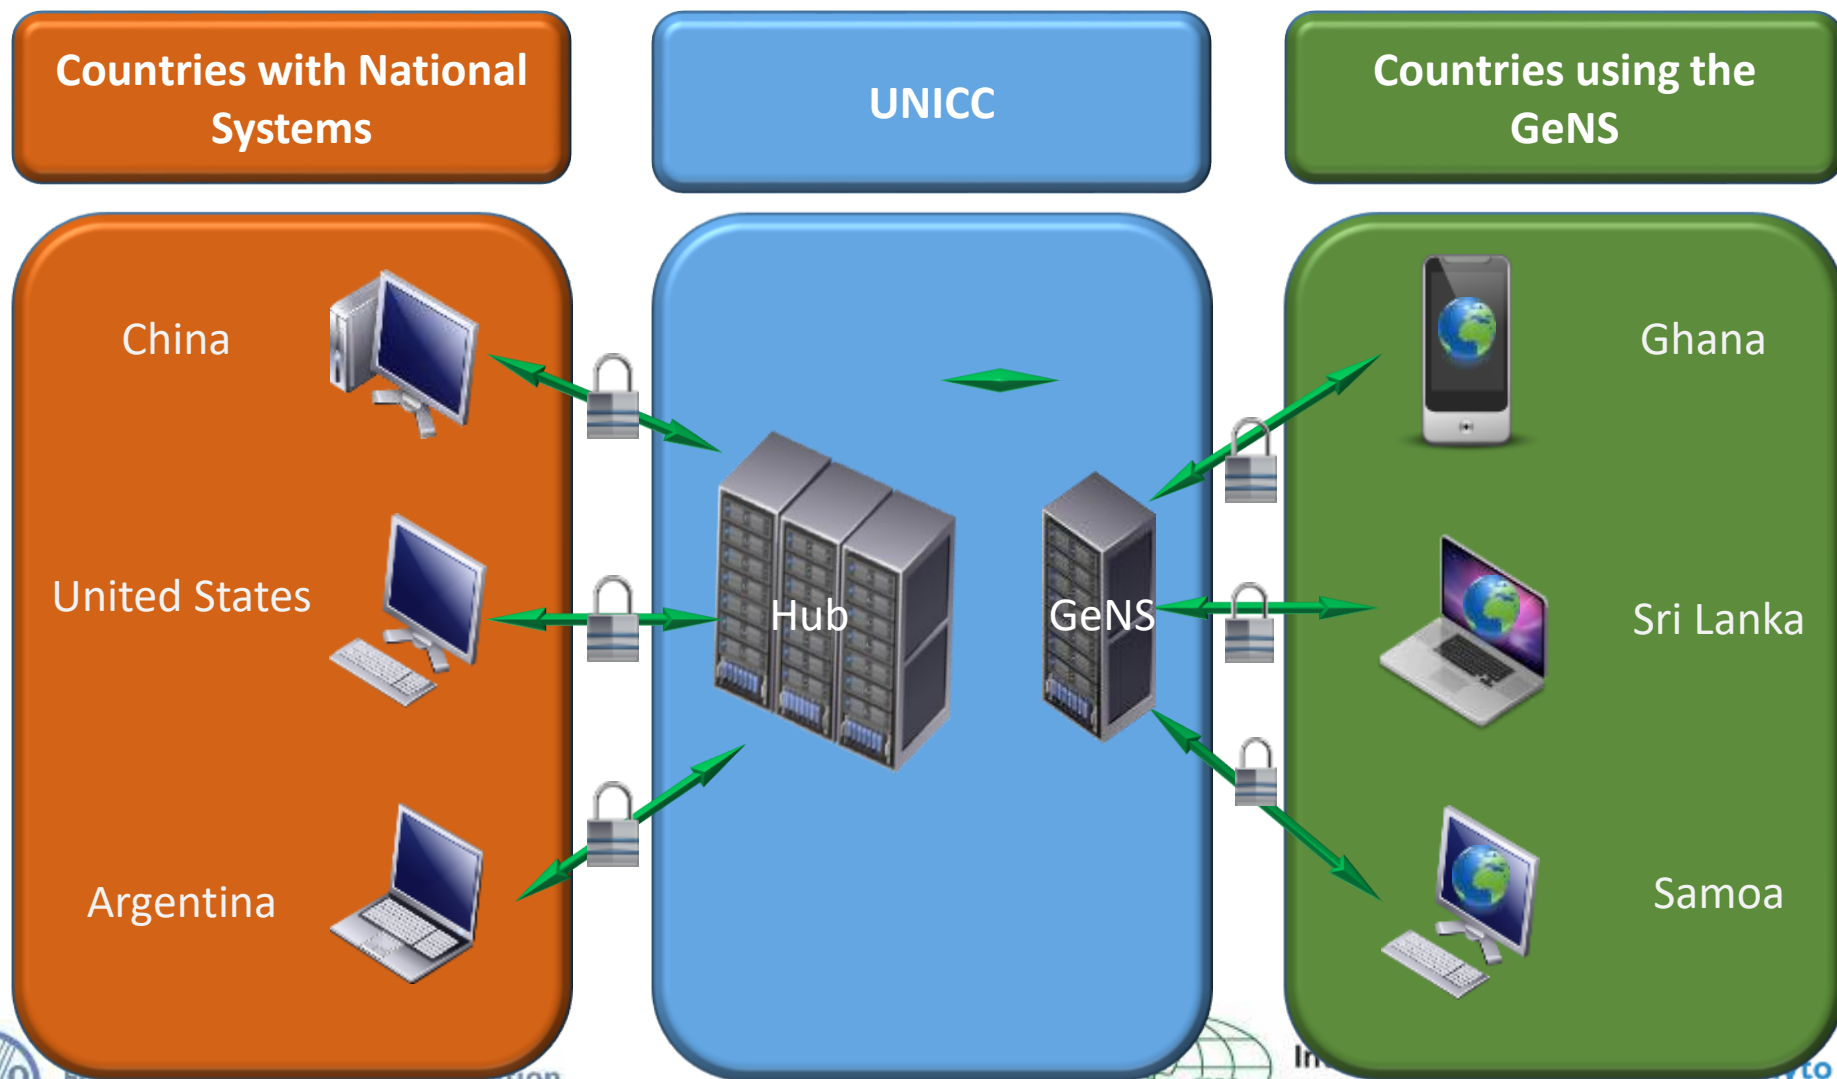 Countries with National
Systems
UNICC
Countries using the
GeNS
China
United States
Argentina
Hub
GeNS
Ghana
Sri Lanka
Samoa